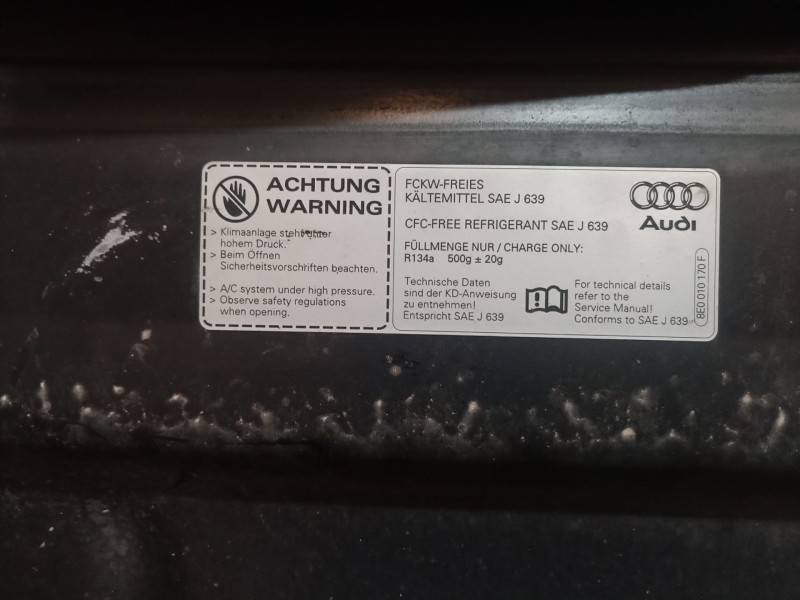 ACHTUNG
WARNING
> Klimaanlage steht unter
hohem Druck.
> Beim Öffnen
Sicherheitsvorschriften beachten.
> A/C system under high pressure.
> Observe safety regulations
when opening.
FCKW-FREIES
KÄLTEMITTEL SAE J 639
CFC-FREE REFRIGERANT SAE J 639
FÜLLMENGE NUR / CHARGE ONLY:
R134a 500g ± 20g
Technische Daten
sind der KD-Anweisung
zu entnehmen!
Entspricht SAE J 639
For technical details
refer to the
Service Manual!
Conforms to SAE J 639
Audi
8E0 010 170 F